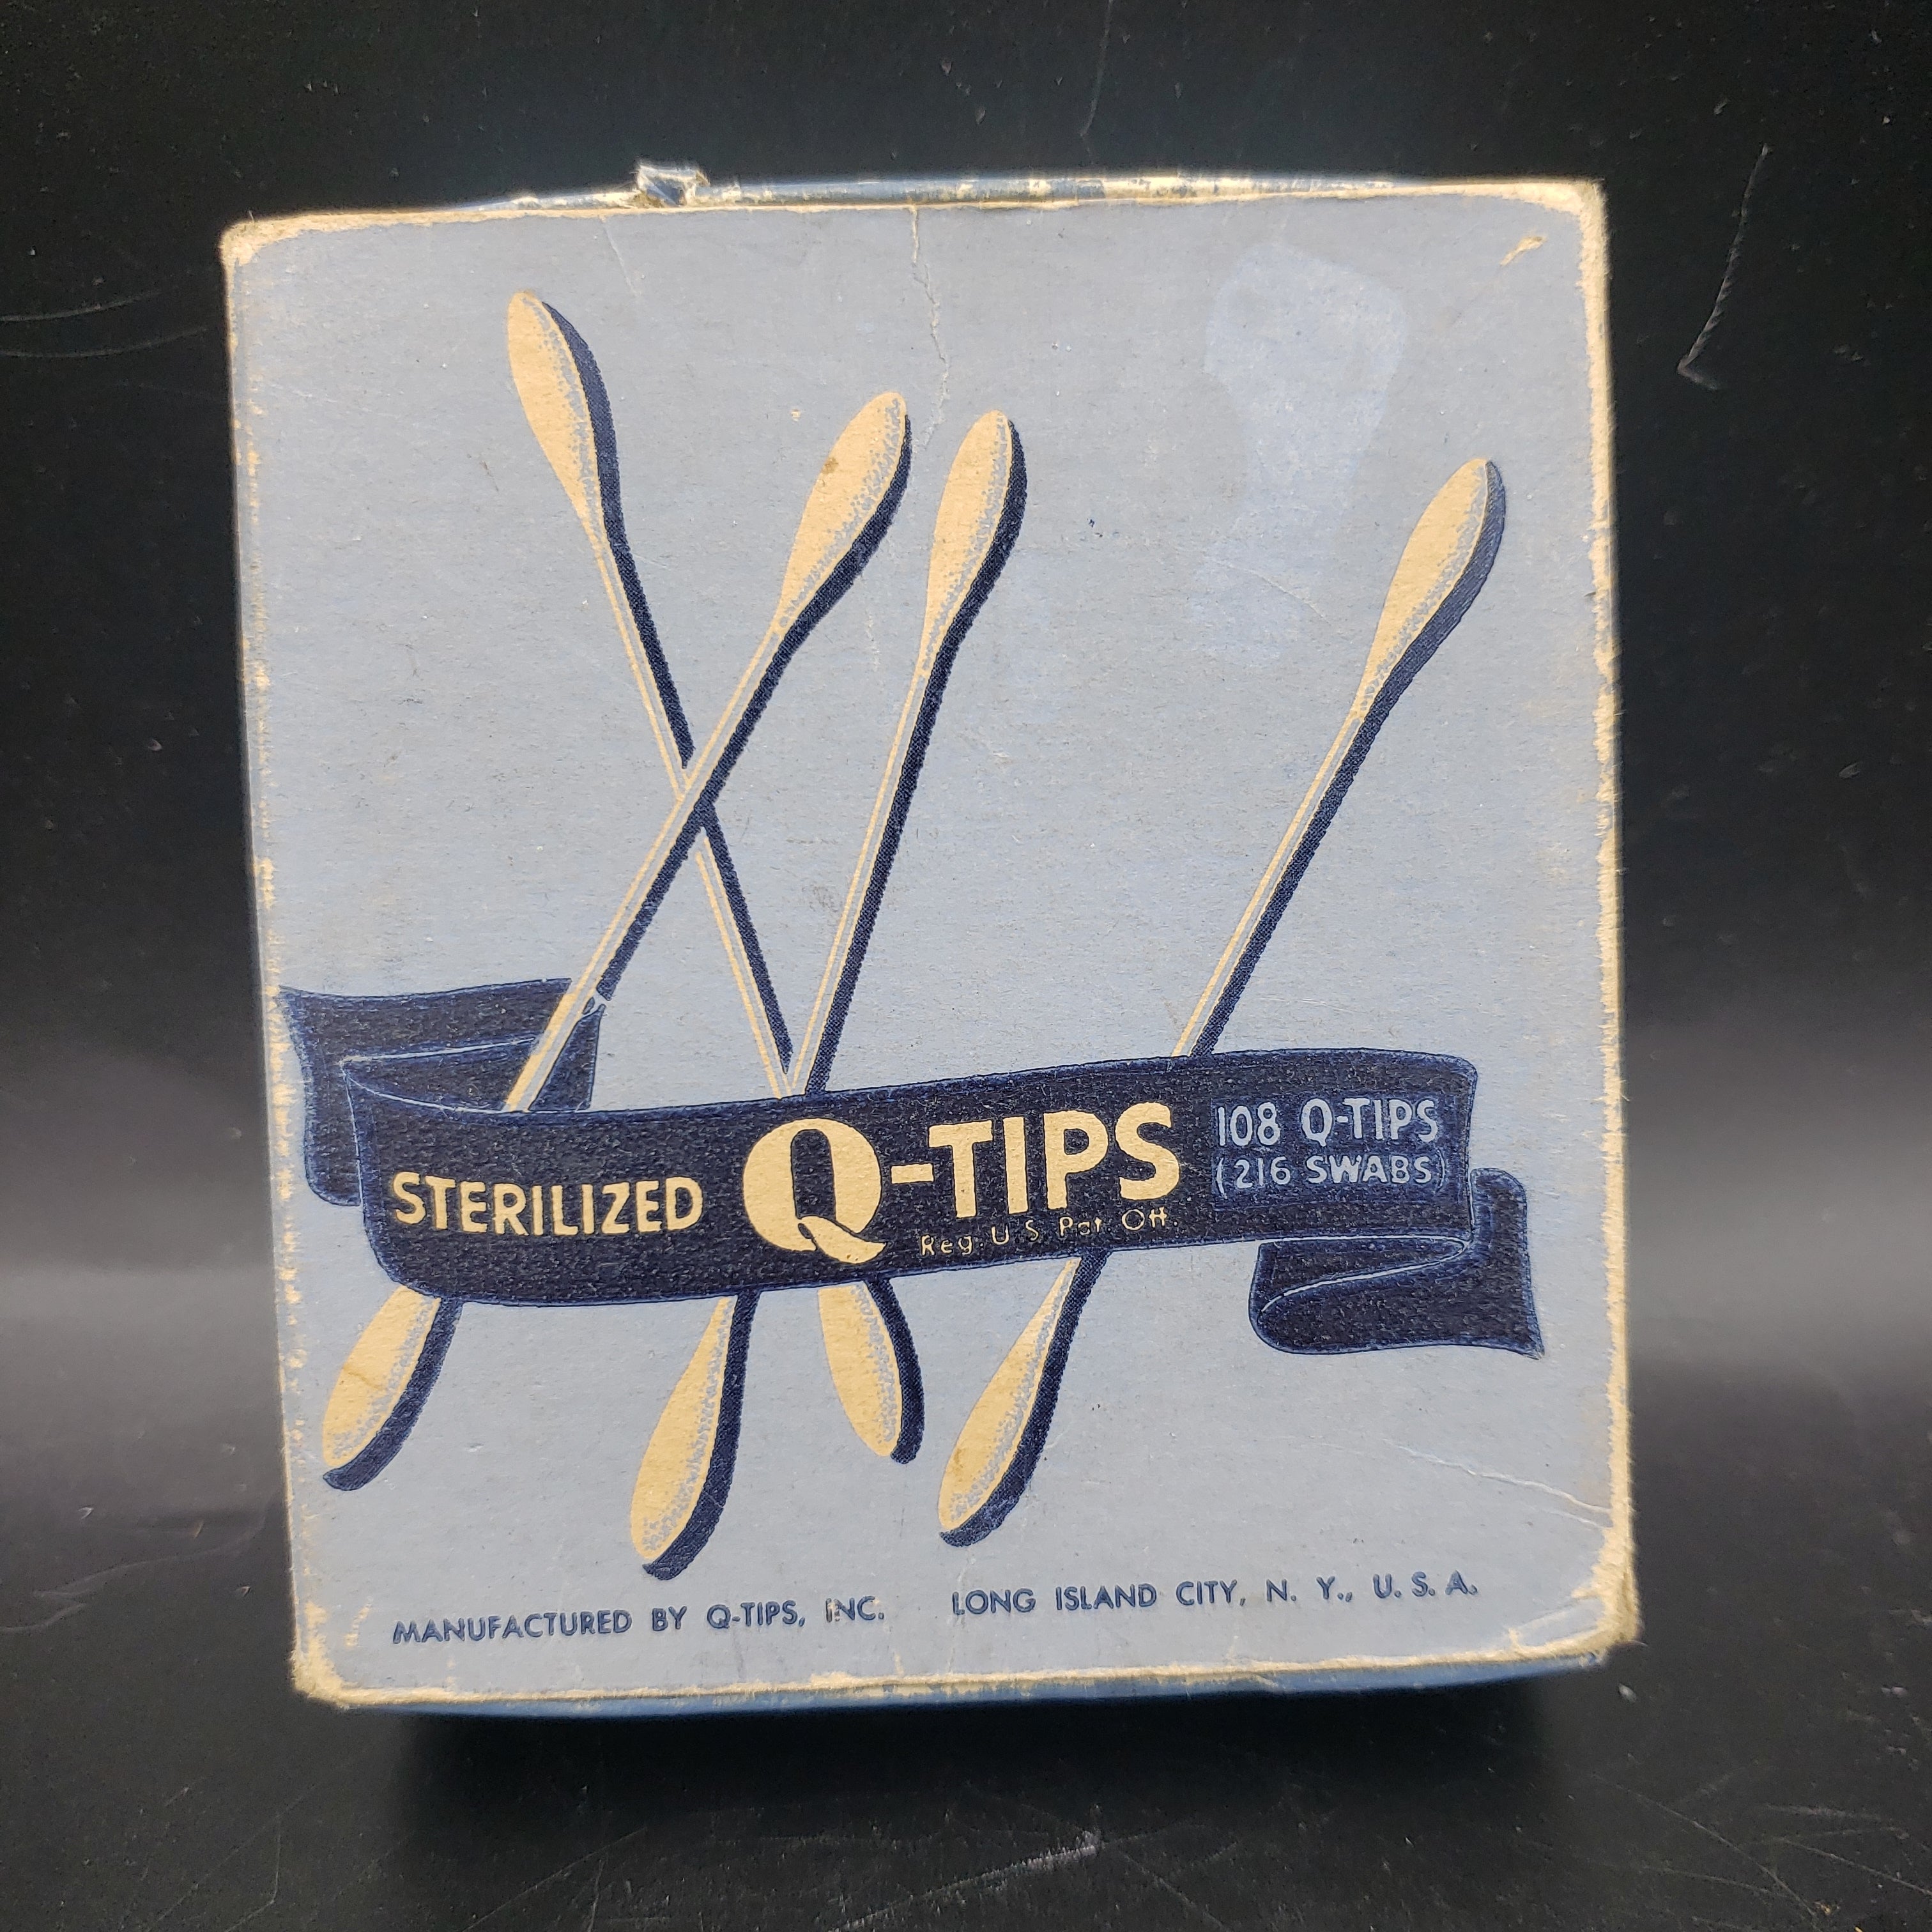 STERILIZED Q-TIPS
Reg. U.S. Pat. Off.
108 Q-TIPS
(216 SWABS)
MANUFACTURED BY Q-TIPS, INC. LONG ISLAND CITY, N. Y., U. S. A.